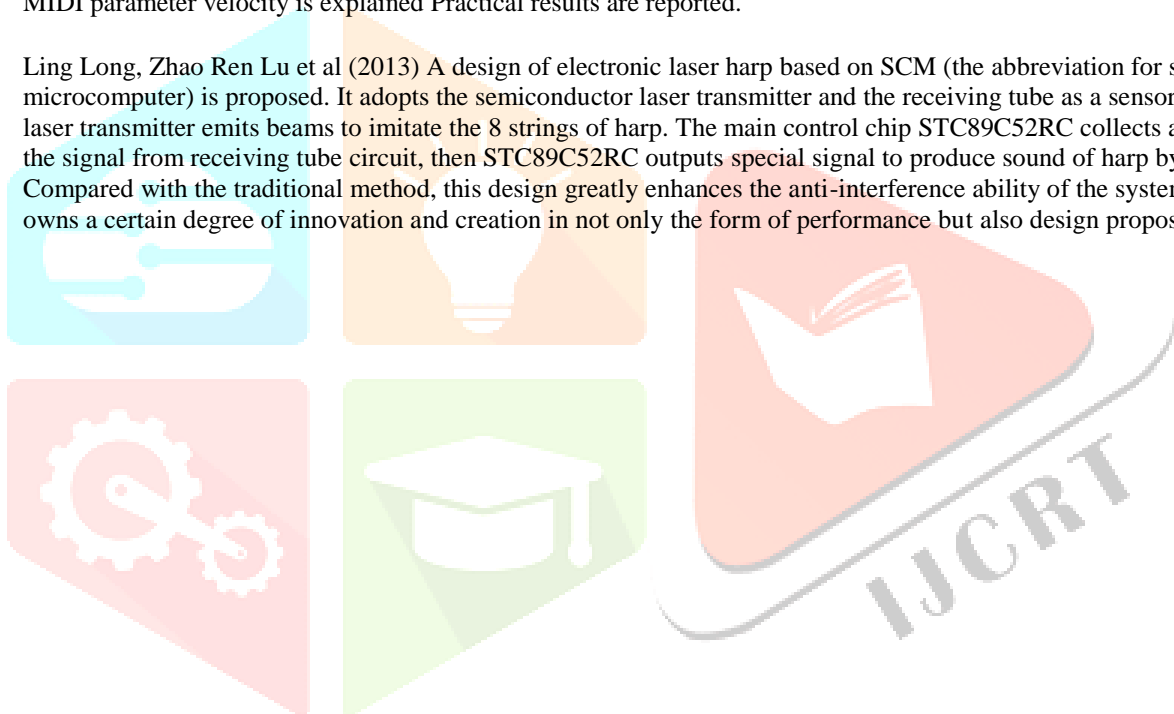 MIDI parameter velocity is explained Practical results are reported.
Ling Long, Zhao Ren Lu et al (2013) A design of electronic laser harp based on SCM (the abbreviation for s
microcomputer) is proposed. It adopts the semiconductor laser transmitter and the receiving tube as a sensor
laser transmitter emits beams to imitate the 8 strings of harp. The main control chip STC89C52RC collects a
the signal from receiving tube circuit, then STC89C52RC outputs special signal to produce sound of harp by
Compared with the traditional method, this design greatly enhances the anti-interference ability of the syste
owns a certain degree of innovation and creation in not only the form of performance but also design propos
IJCRT